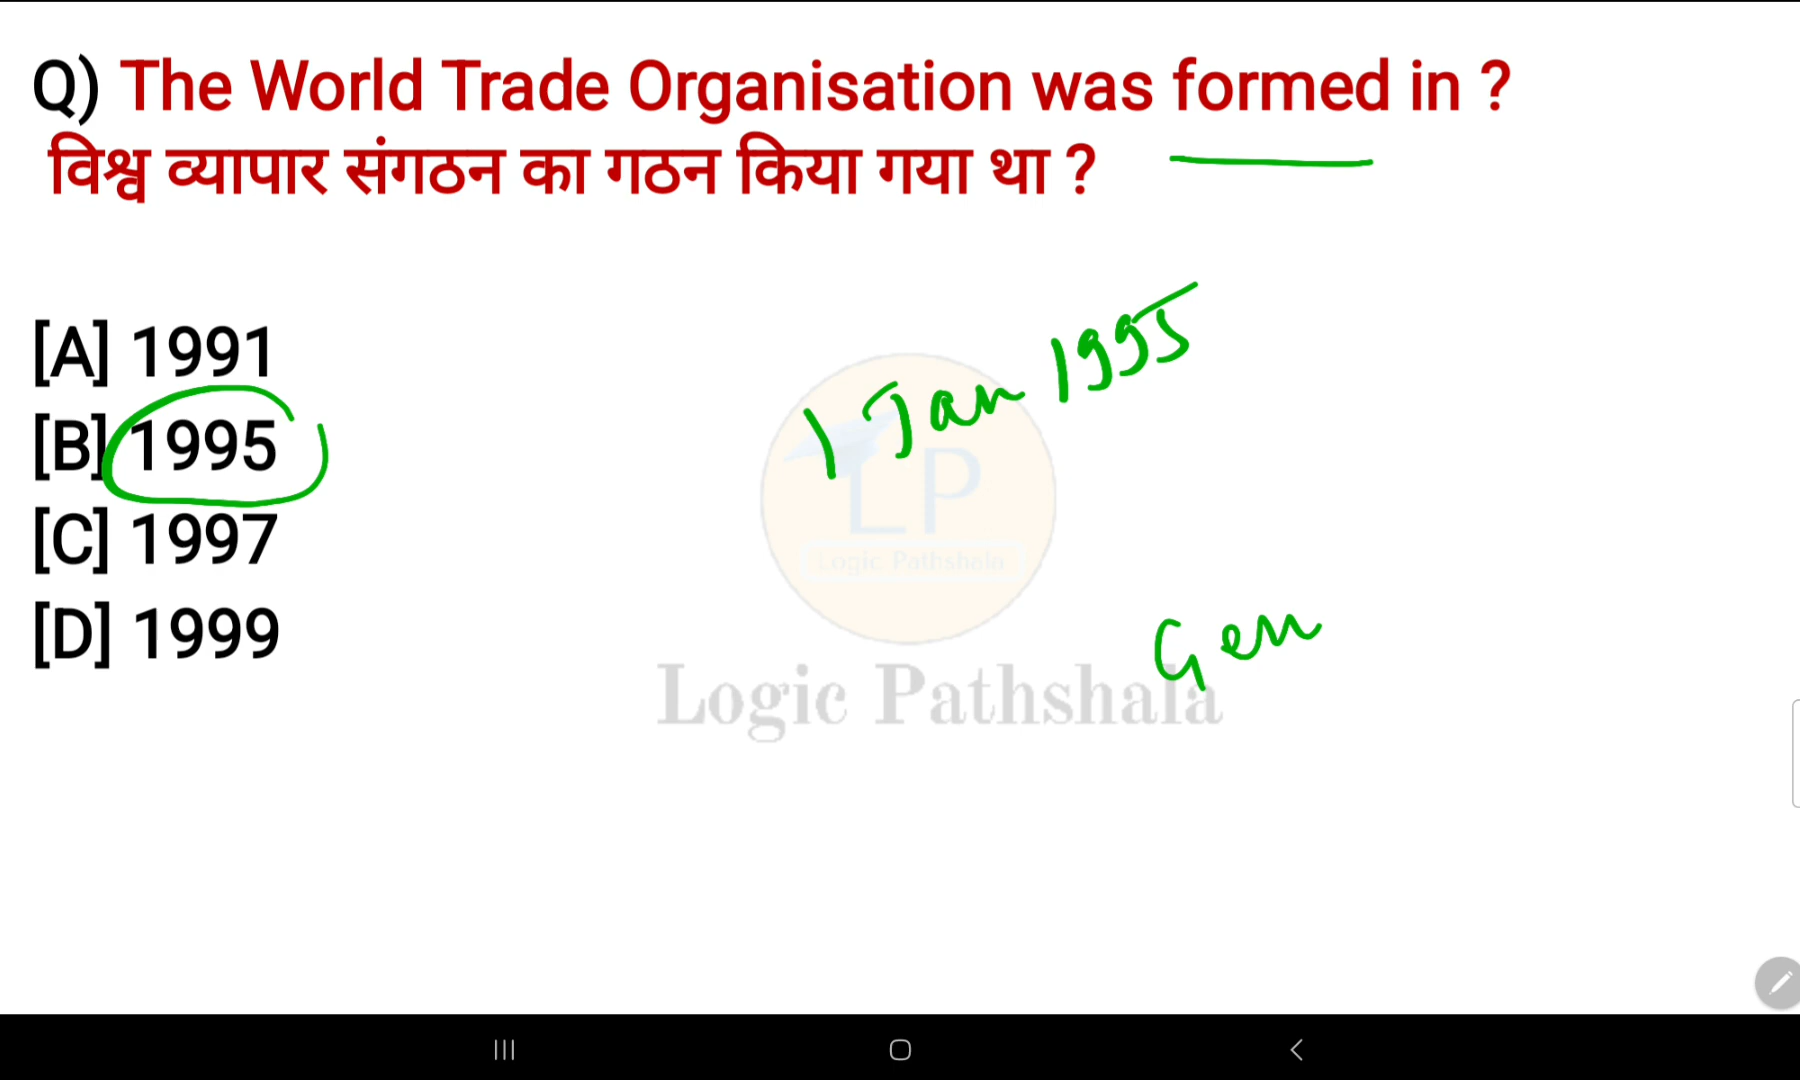 Q) The World Trade Organisation was formed in ?
विश्व व्यापार संगठन का गठन किया गया था ?
[A] 1991
[B] 1995
[C] 1997
[D] 1999
1 Jan 1995
LP
Logic Pathshala
Gen
Logic Pathshala